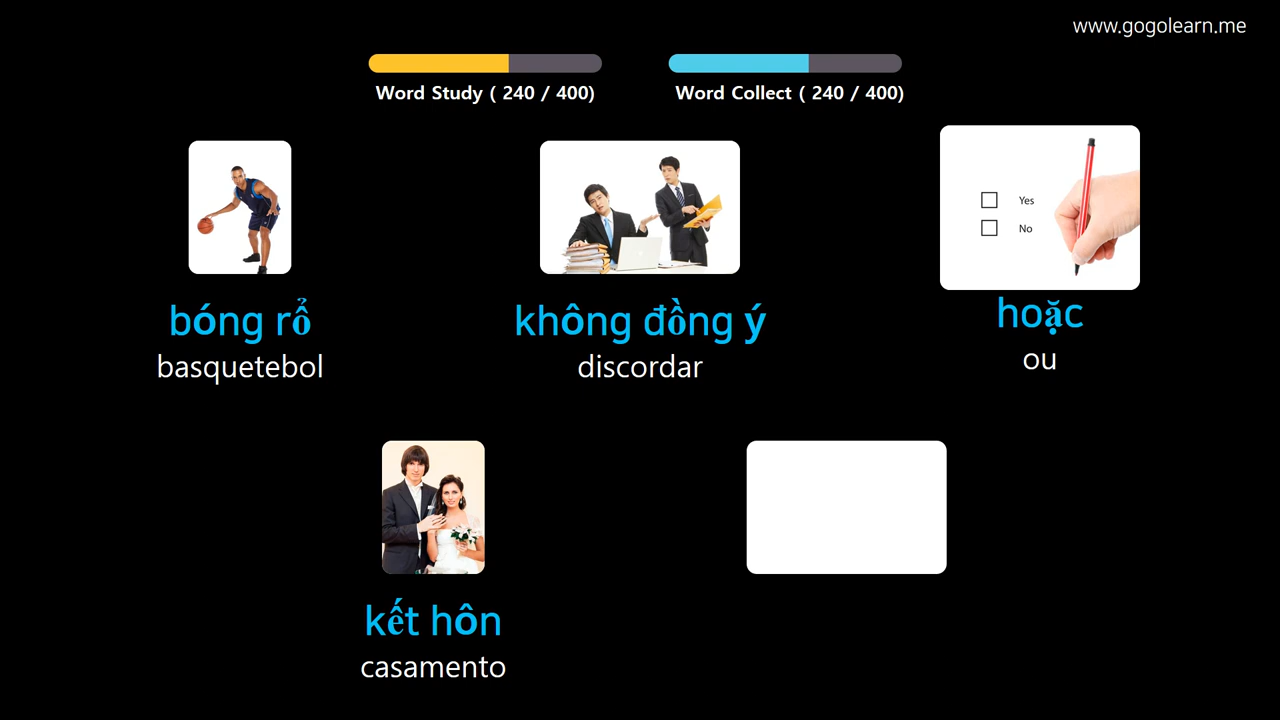 www.gogolearn.me
Word Study ( 240 / 400)
Word Collect ( 240 / 400)
Yes
No
bóng rổ
basquetebol
không đồng ý
discordar
hoặc
ou
kết hôn
casamento